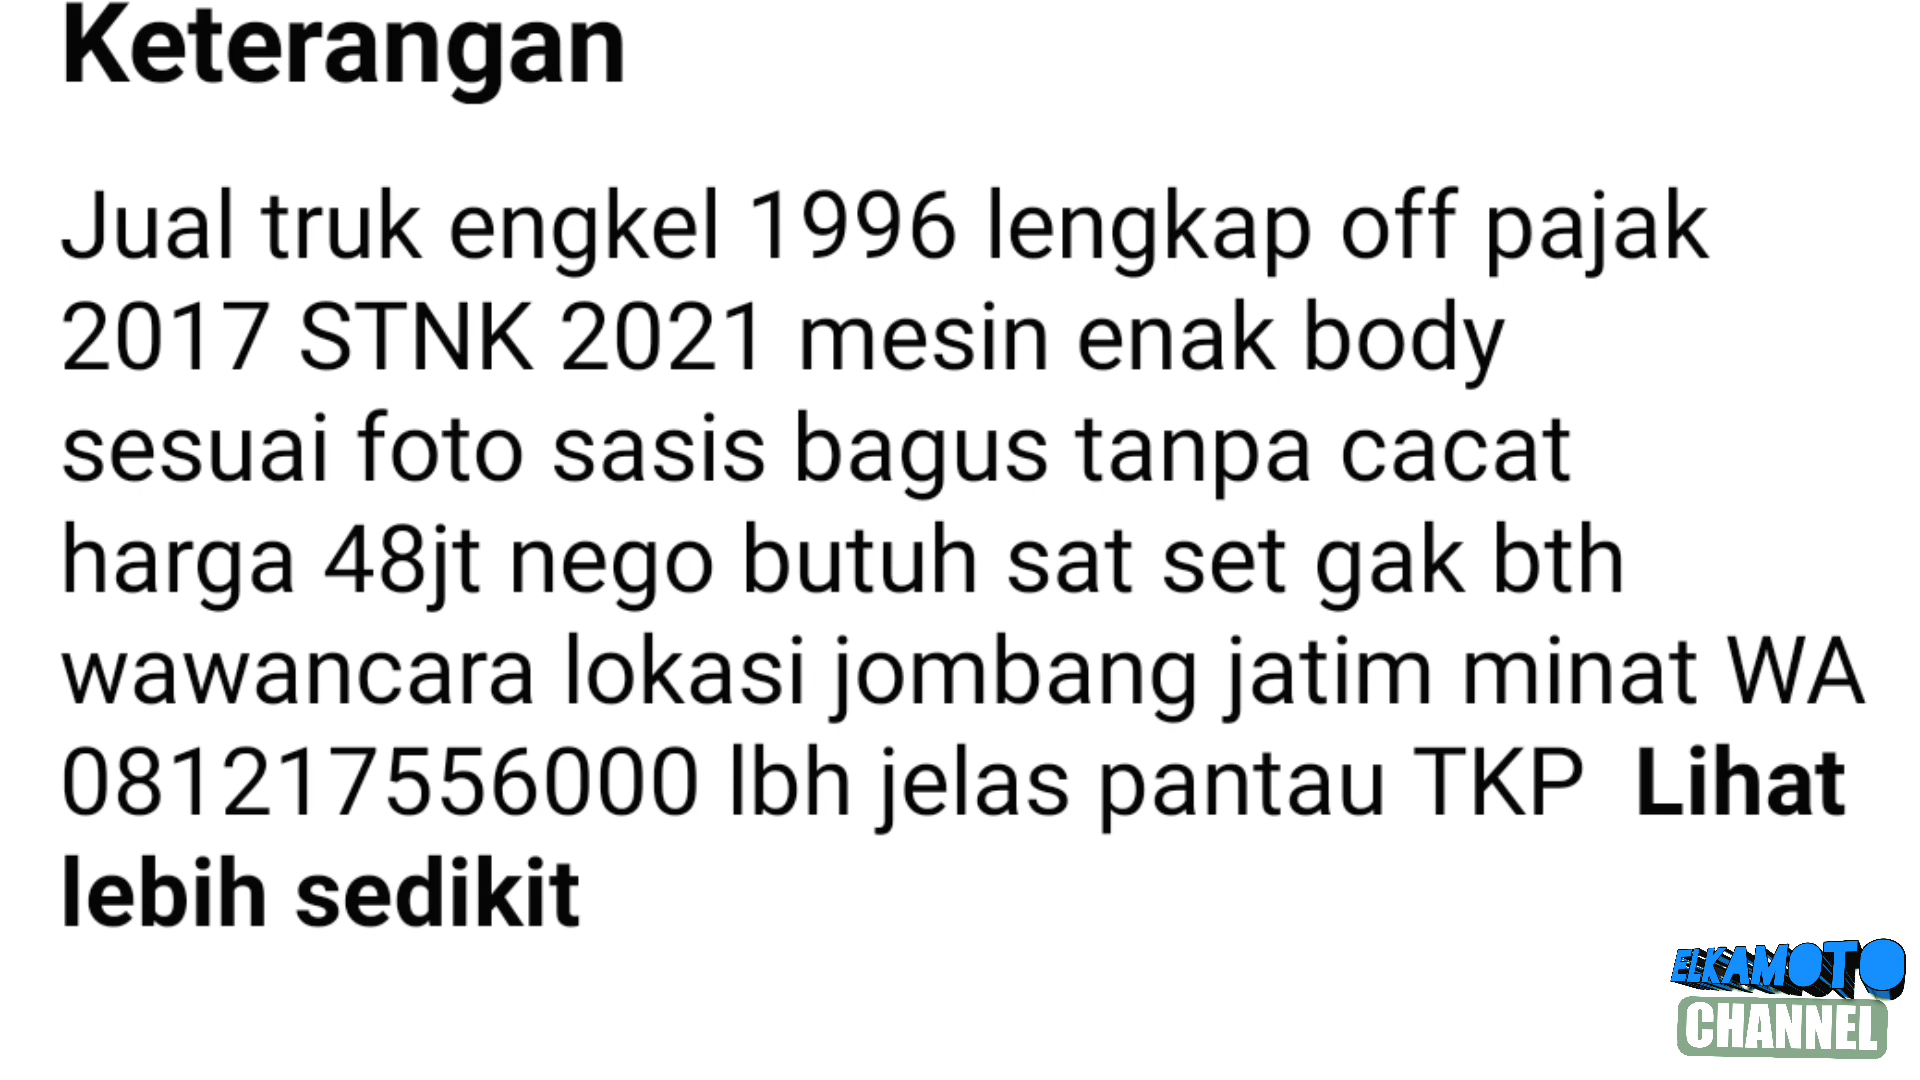 Keterangan
Jual truk engkel 1996 lengkap off pajak
2017 STNK 2021 mesin enak body
sesuai foto sasis bagus tanpa cacat
harga 48jt nego butuh sat set gak bth
wawancara lokasi jombang jatim minat WA
081217556000 lbh jelas pantau TKP Lihat
lebih sedikit
ELKAMOTO
CHANNEL